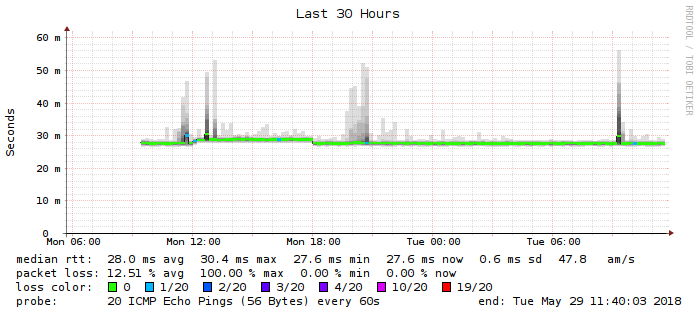 Last 30 Hours
RRDTOOL / TOBI OETIKER
Seconds
60 m
50 m
40 m
30 m
20 m
10 m
0
Mon 06:00 Mon 12:00 Mon 18:00 Tue 00:00 Tue 06:00
median rtt: 28.0 ms avg 30.4 ms max 27.6 ms min 27.6 ms now 0.6 ms sd 47.8 am/s
packet loss: 12.51 % avg 100.00 % max 0.00 % min 0.00 % now
loss color: 0 1/20 2/20 3/20 4/20 10/20 19/20
probe: 20 ICMP Echo Pings (56 Bytes) every 60s end: Tue May 29 11:40:03 2018